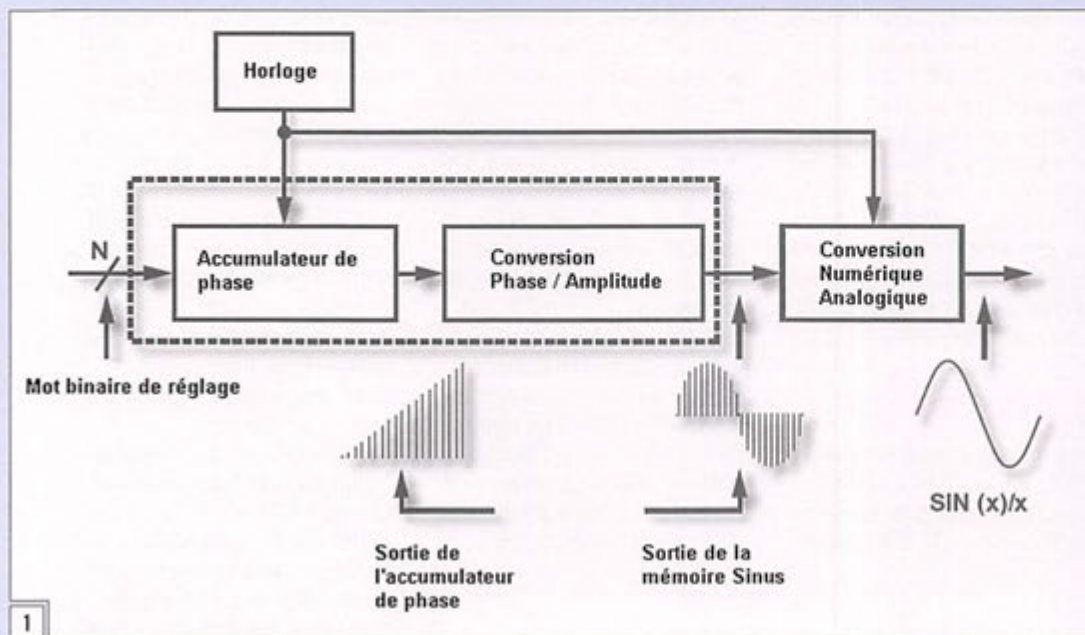 Horloge
N
Accumulateur de
phase
Conversion
Phase / Amplitude
Conversion
Numérique
Analogique
Mot binaire de réglage
SIN (x)/x
Sortie de
l'accumulateur
de phase
Sortie de la
mémoire Sinus
1